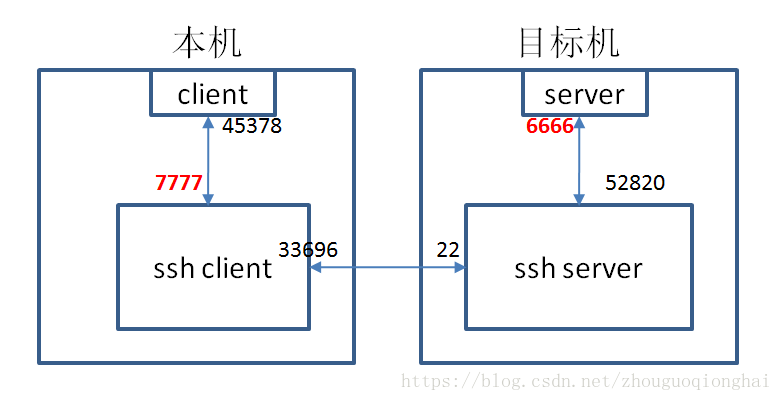 本机
目标机
client
server
45378
6666
7777
52820
33696
22
ssh client
ssh server
https://blog.csdn.net/zhouguoqionghai